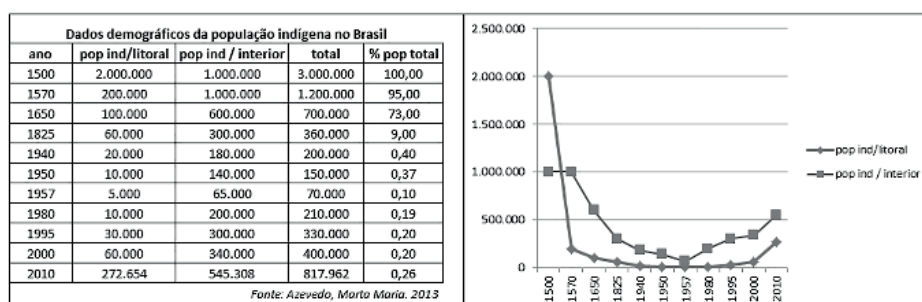 Dados demográficos da população indígena no Brasil
ano pop ind/litoral pop ind / interior total % pop total
1500 2.000.000 1.000.000 3.000.000 100,00
1570 200.000 1.000.000 1.200.000 95,00
1650 100.000 600.000 700.000 73,00
1825 60.000 300.000 360.000 9,00
1940 20.000 180.000 200.000 0,40
1950 10.000 140.000 150.000 0,37
1957 5.000 65.000 70.000 0,10
1980 10.000 200.000 210.000 0,19
1995 30.000 300.000 330.000 0,20
2000 60.000 340.000 400.000 0,20
2010 272.654 545.308 817.962 0,26
Fonte: Azevedo, Marta Maria. 2013
2.500.000
2.000.000
1.500.000
1.000.000
500.000
0
1500 1570 1650 1825 1940 1950 1957 1980 1995 2000 2010
pop ind/litoral
pop ind / interior